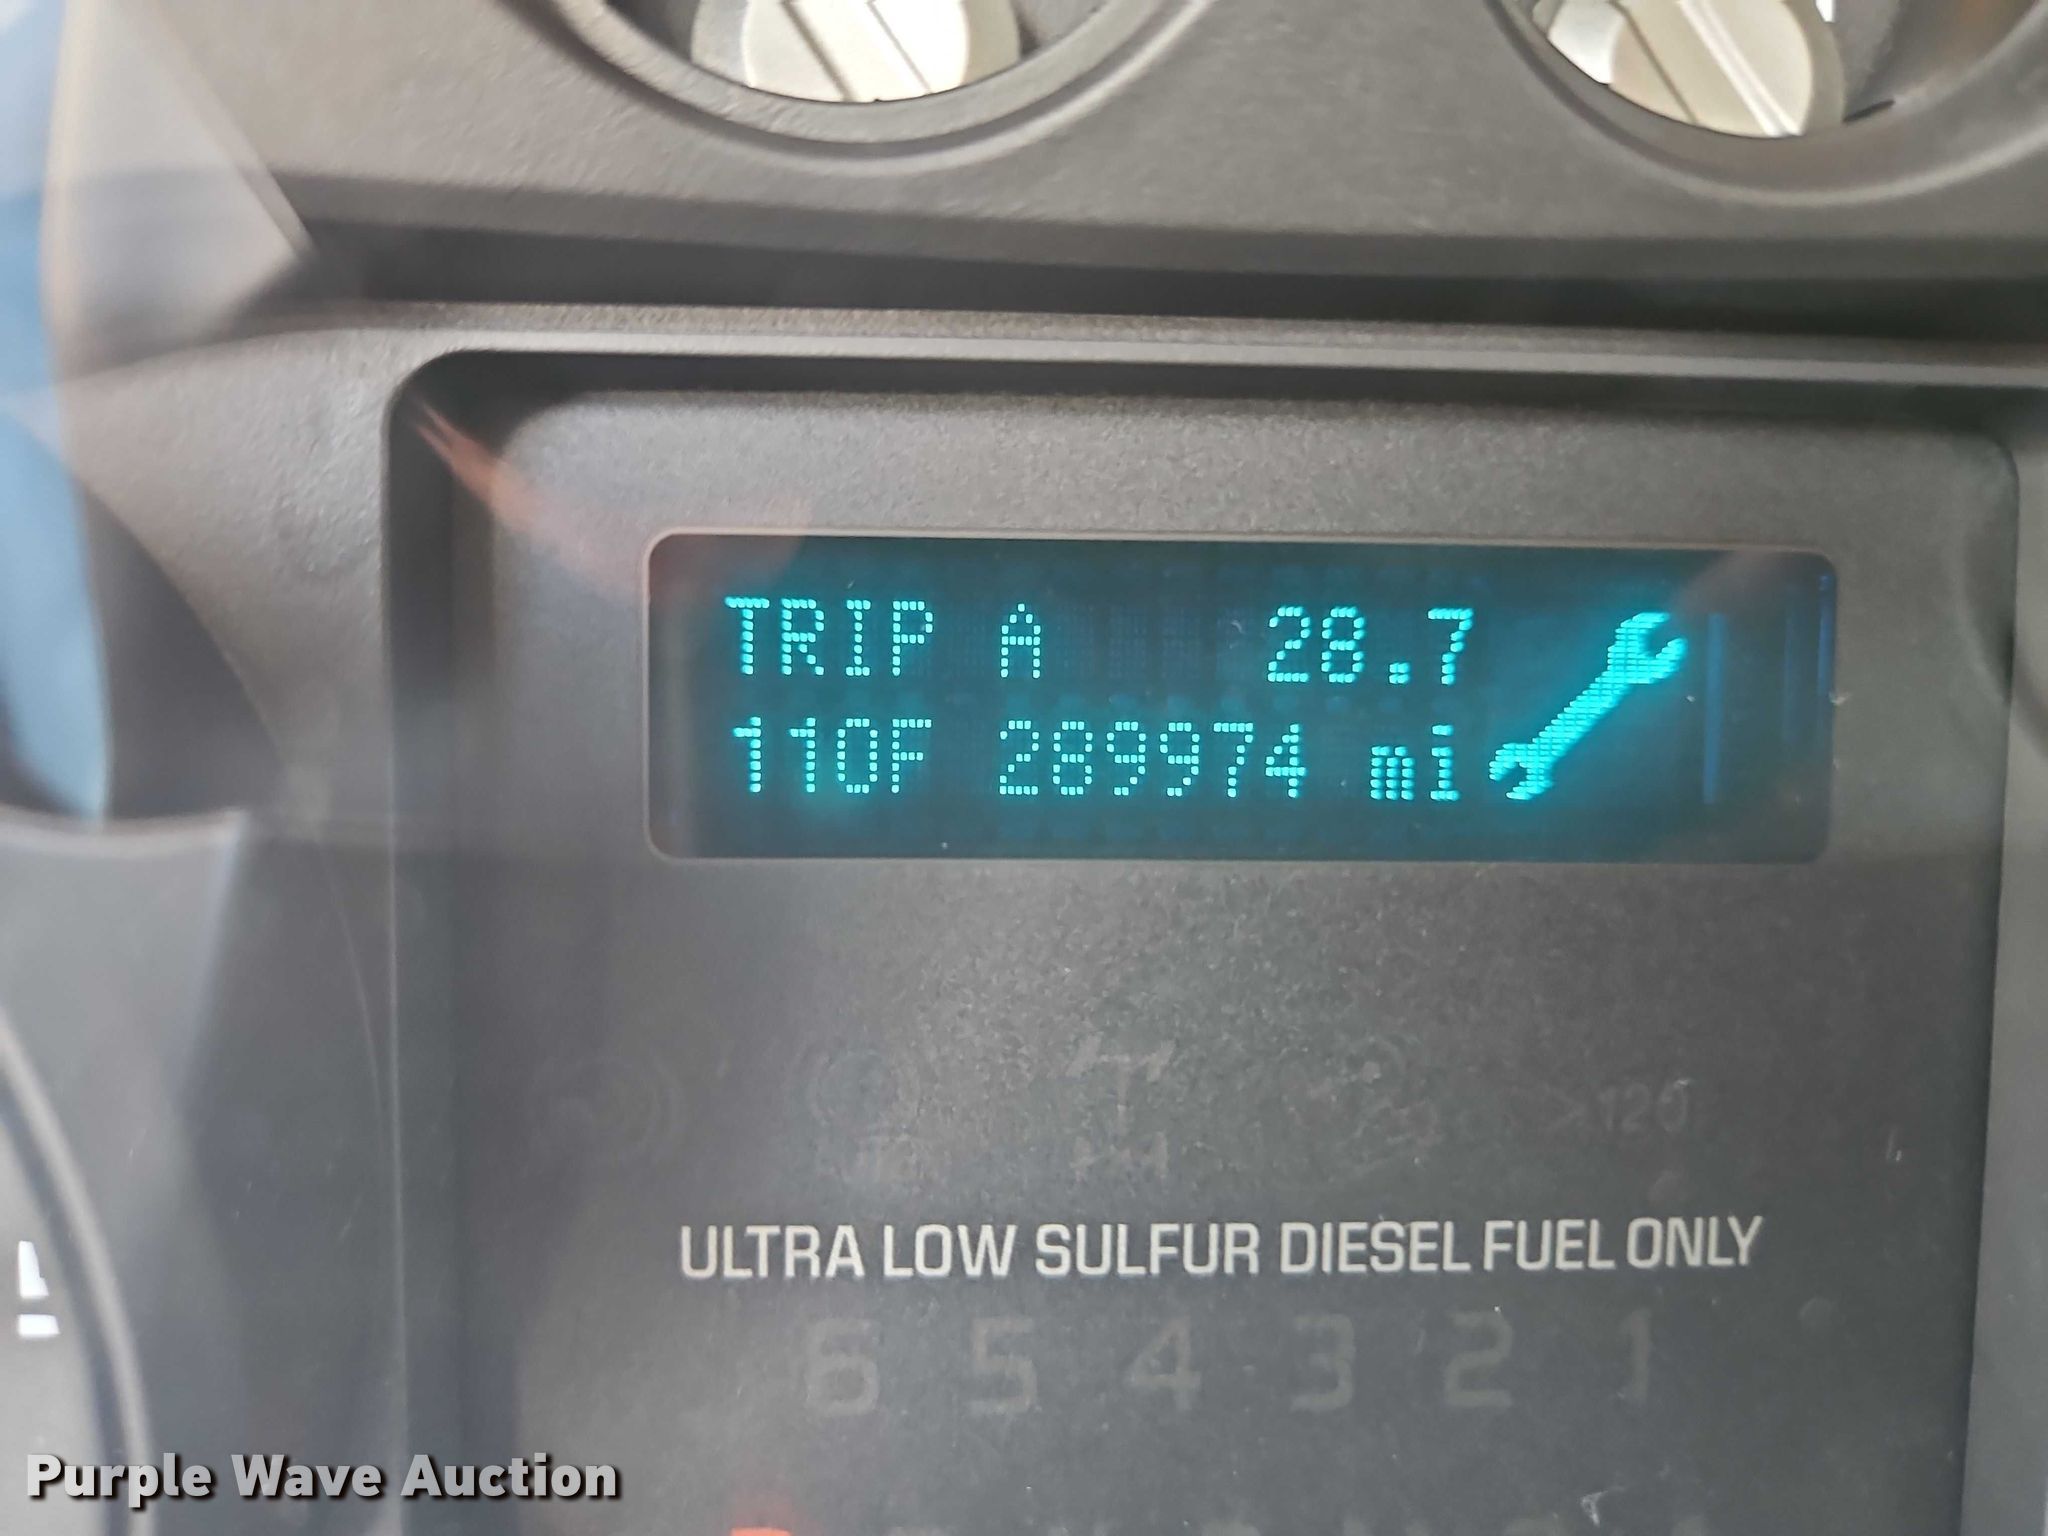 TRIP A 28.7
110F 289974 mi
>120
ULTRA LOW SULFUR DIESEL FUEL ONLY
6 5 4 3 2 1
Purple Wave Auction